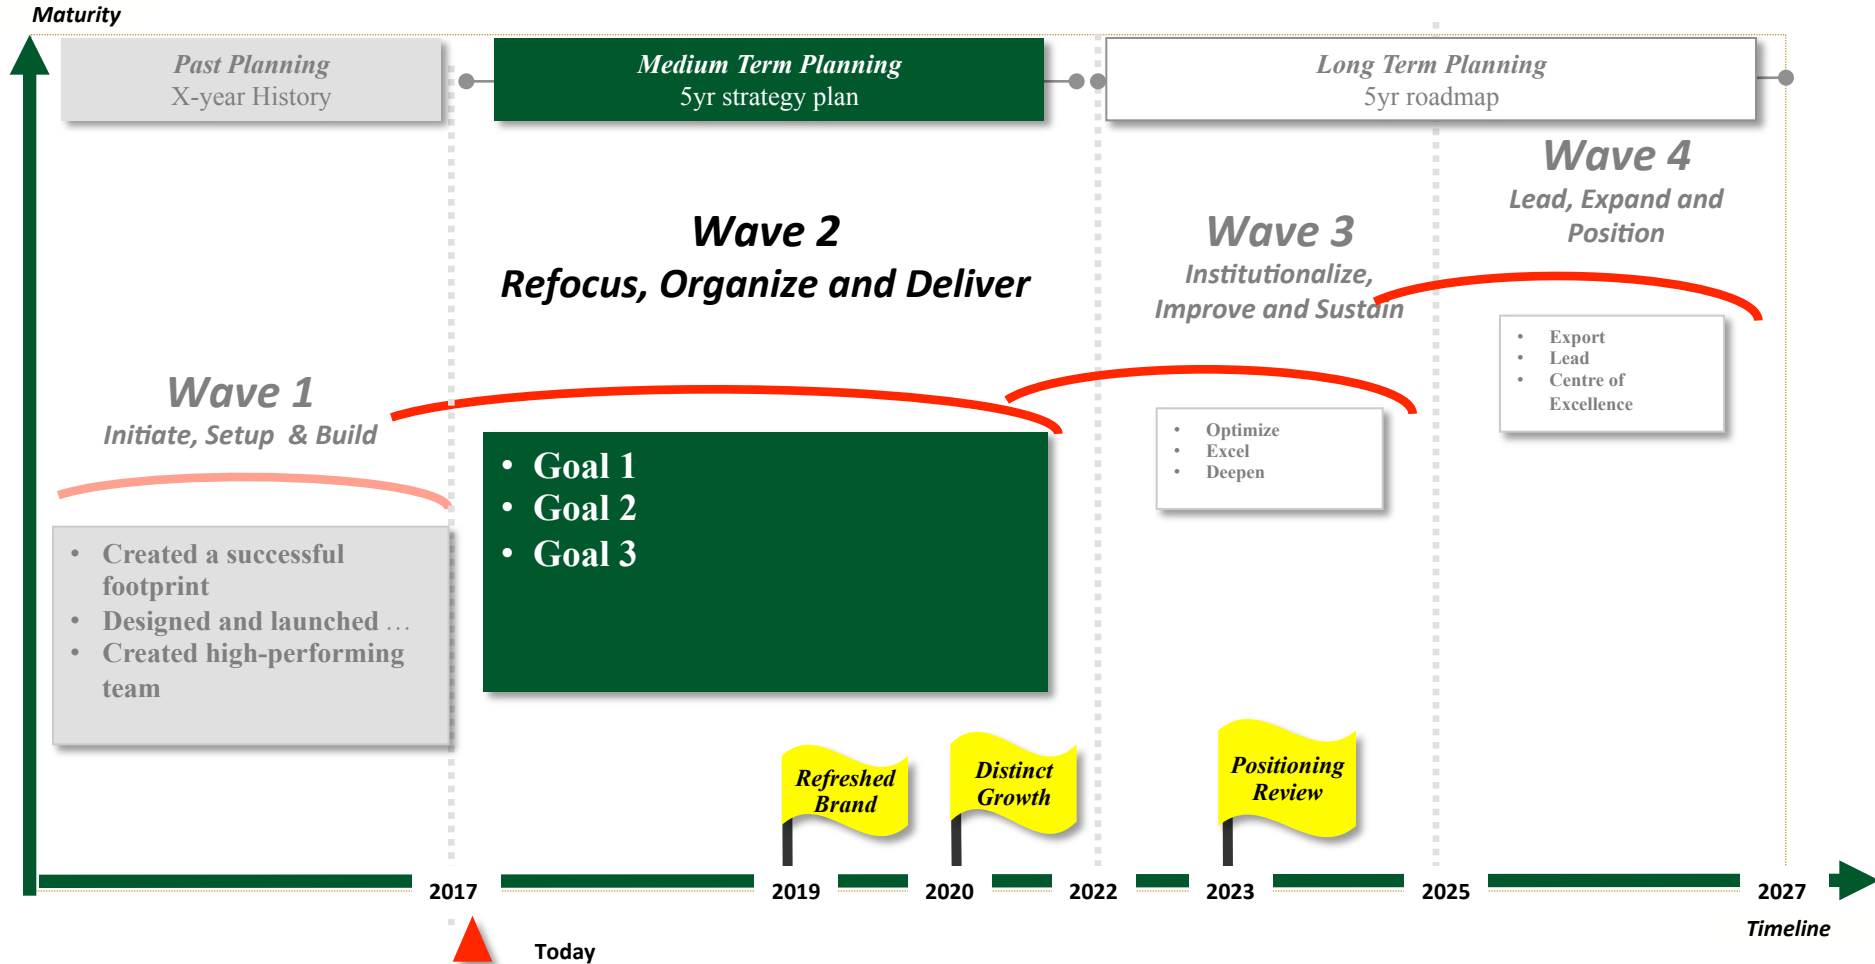 Maturity
Past Planning
X-year History
Medium Term Planning
5yr strategy plan
Long Term Planning
5yr roadmap
Wave 4
Lead, Expand and
Position
Wave 2
Refocus, Organize and Deliver
Wave 3
Institutionalize,
Improve and Sustain
• Export
• Lead
• Centre of
Excellence
Wave 1
Initiate, Setup & Build
• Optimize
• Excel
• Deepen
• Goal 1
• Goal 2
• Goal 3
• Created a successful
footprint
• Designed and launched …
• Created high-performing
team
Refreshed
Brand
Distinct
Growth
Positioning
Review
2017
2019
2020
2022
2023
2025
2027
Timeline
Today